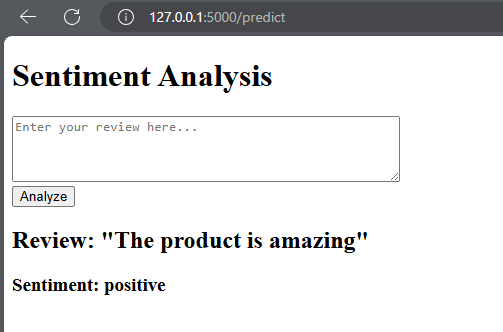 127.0.0.1:5000/predict
Sentiment Analysis
Enter your review here...
Analyze
Review: "The product is amazing"
Sentiment: positive